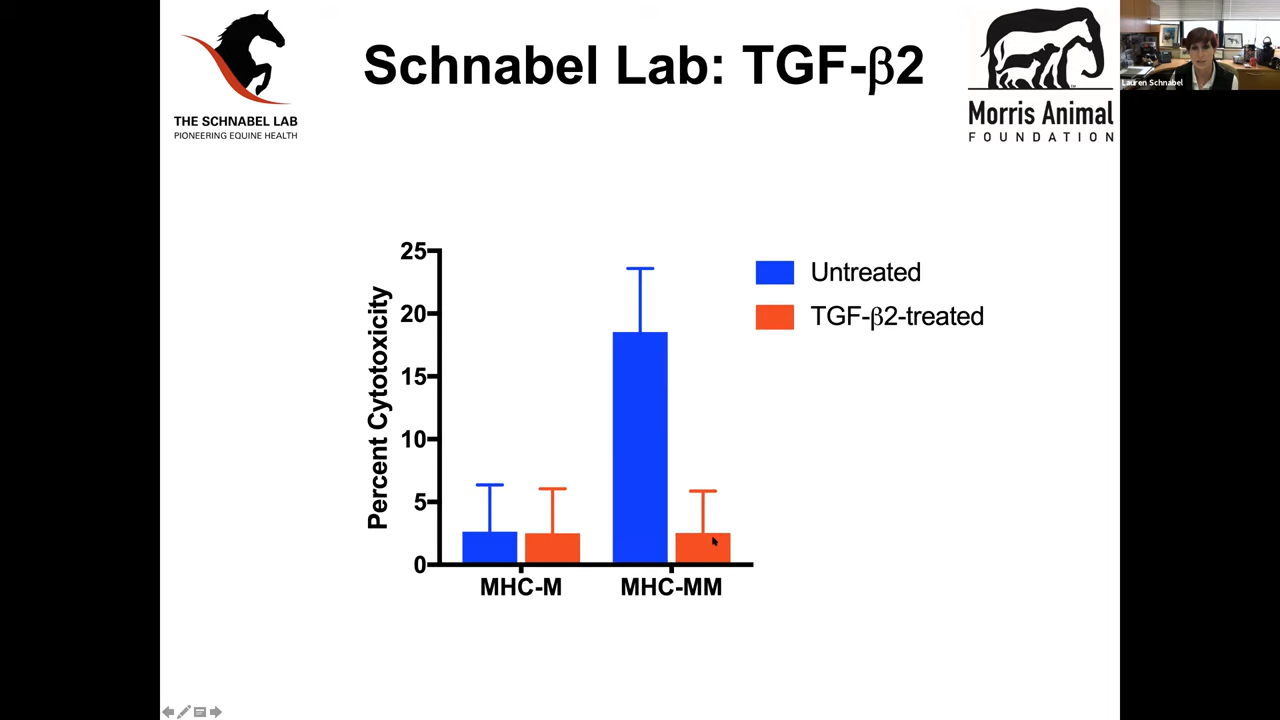 Schnabel Lab: TGF-β2
THE SCHNABEL LAB
PIONEERING EQUINE HEALTH
Morris Animal
FOUNDATION
Lauren Schnabel
Percent Cytotoxicity
25
20
15
10
5
0
MHC-M
MHC-MM
Untreated
TGF-β2-treated